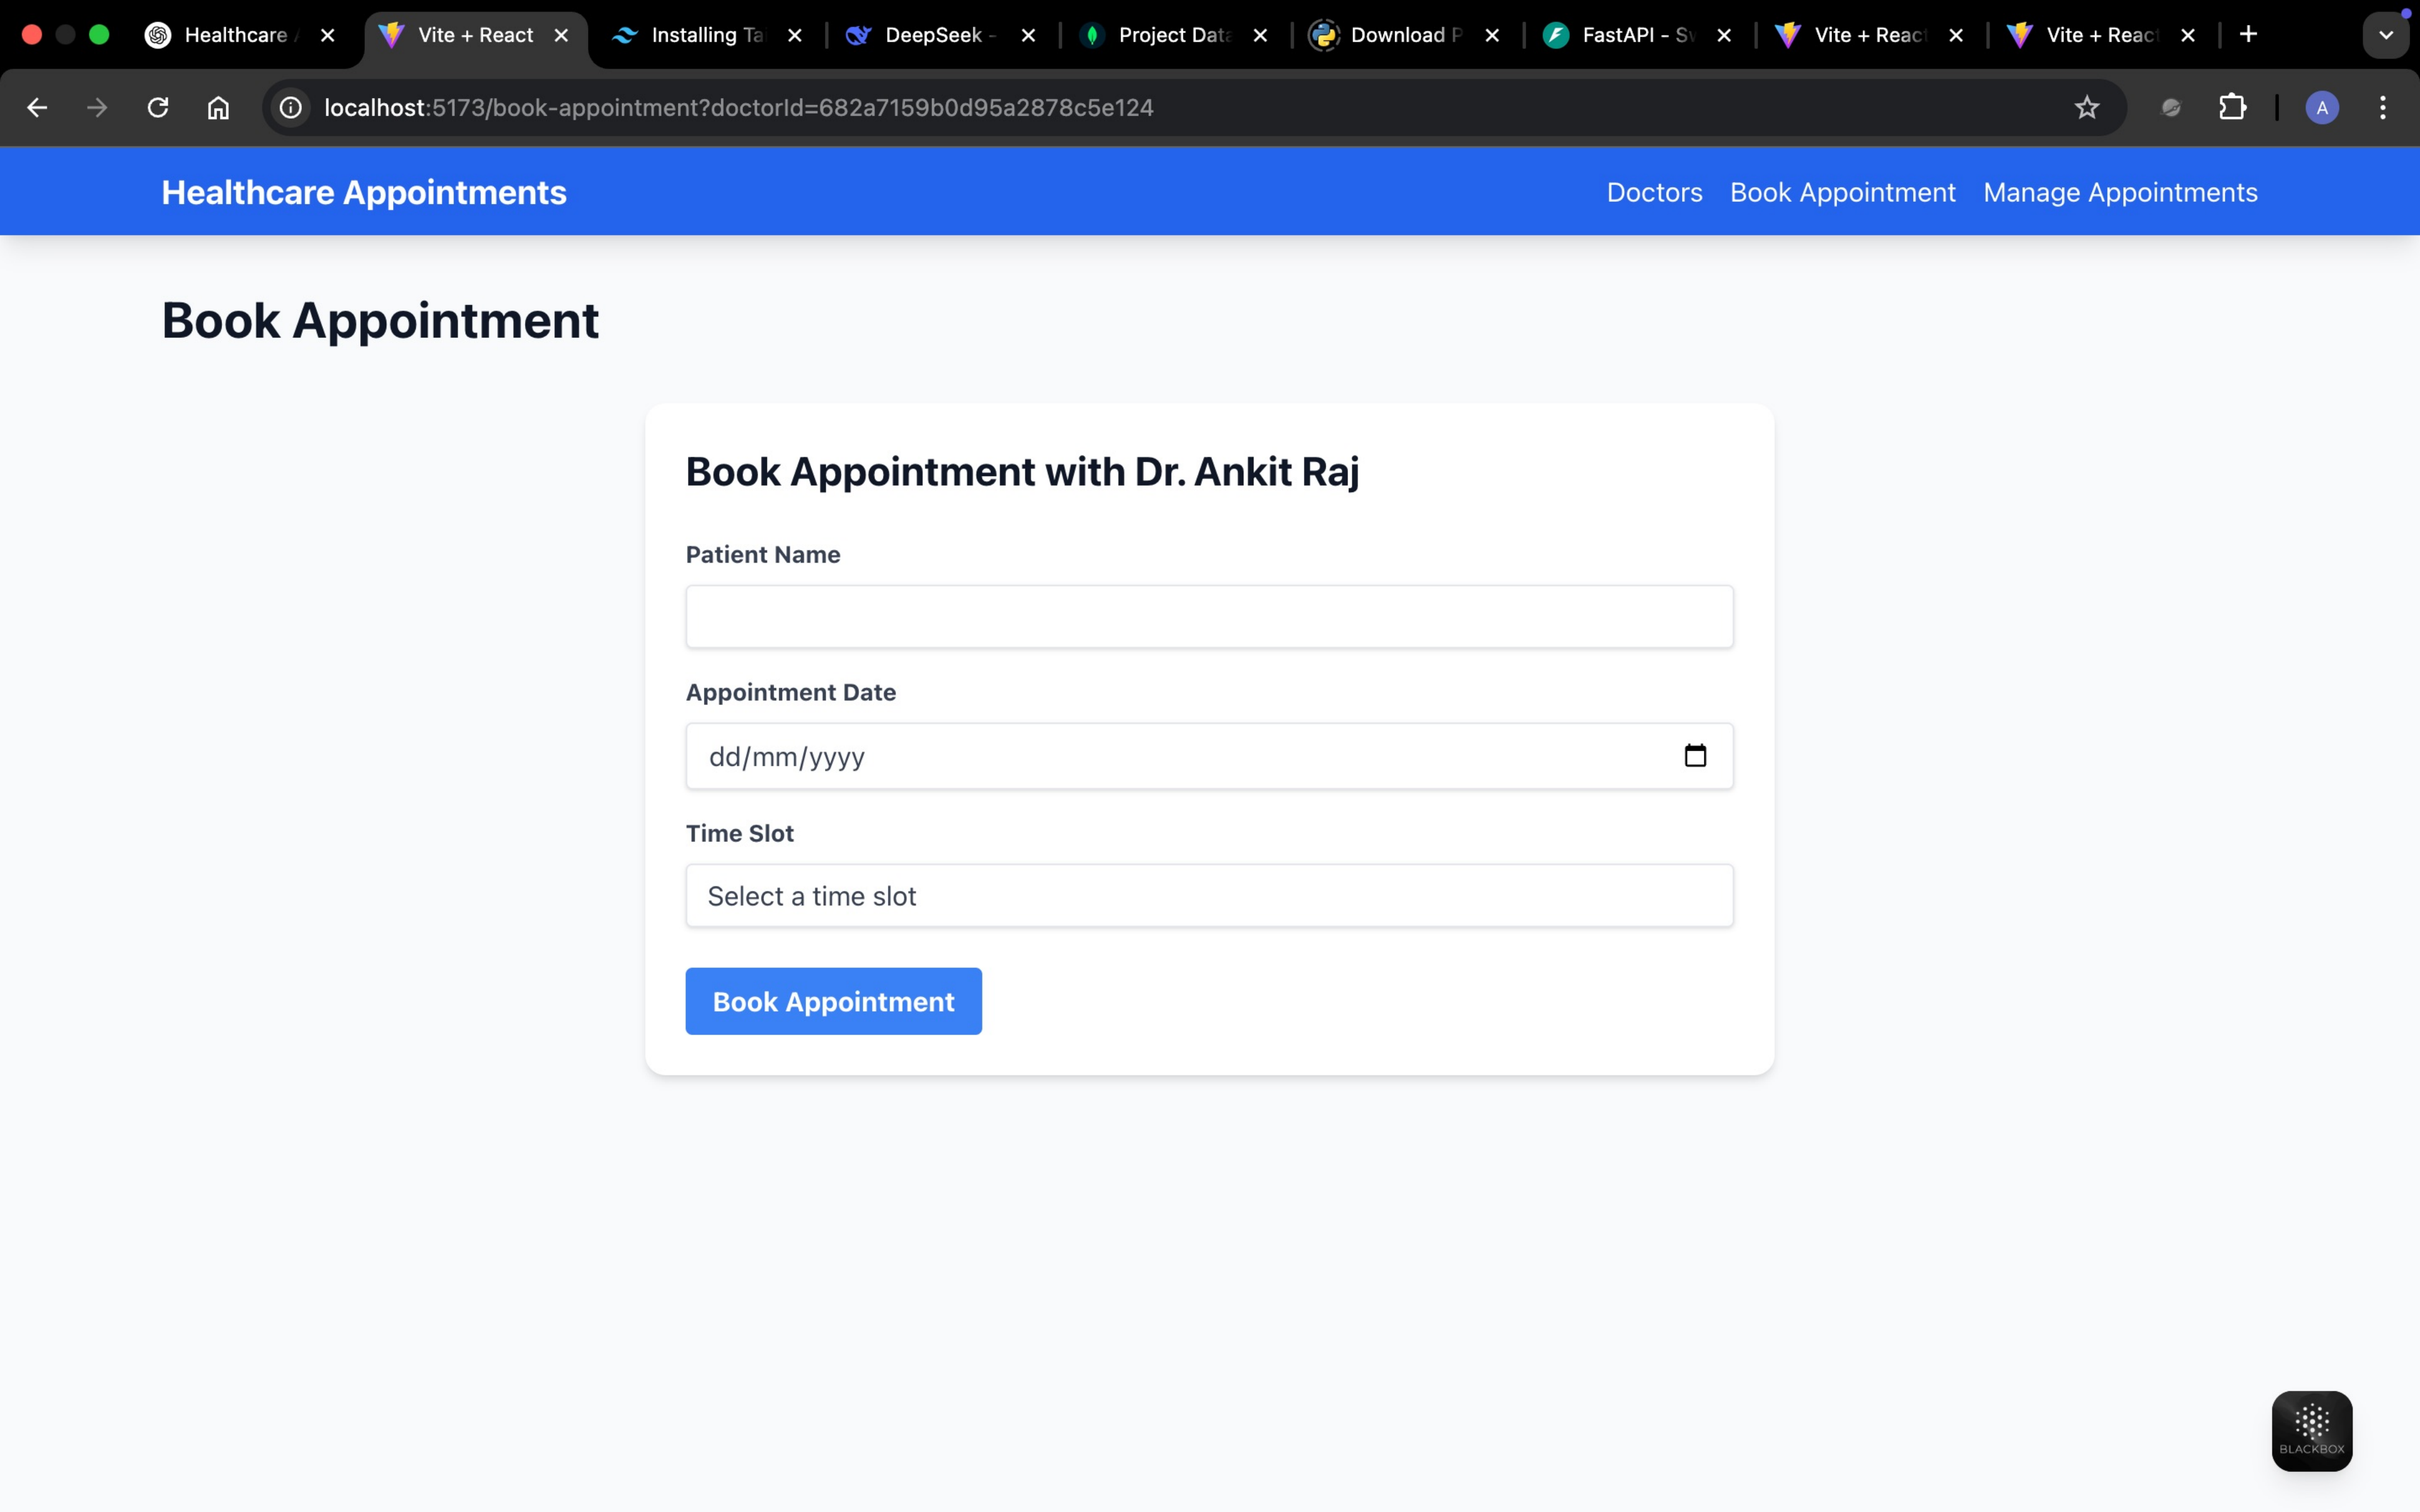 Healthcare
Vite + React
Installing
DeepSeek -
Project Data
Download
FastAPI -
Vite + React
Vite + React
localhost:5173/book-appointment?doctorId=682a7159b0d95a2878c5e124
A
Healthcare Appointments
Doctors
Book Appointment
Manage Appointments
Book Appointment
Book Appointment with Dr. Ankit Raj
Patient Name
Appointment Date
dd/mm/yyyy
Time Slot
Select a time slot
Book Appointment
BLACKBOX